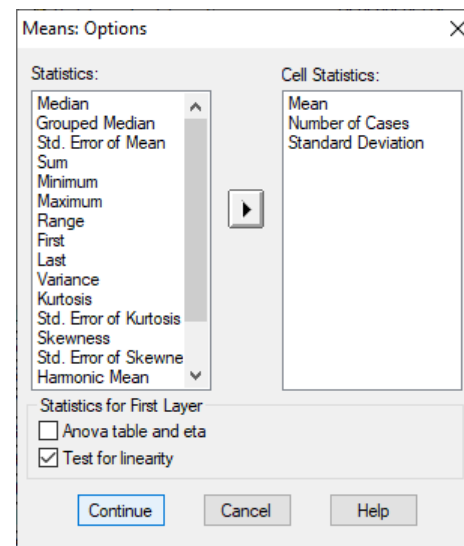 Means: Options
Statistics:
Median
Grouped Median
Std. Error of Mean
Sum
Minimum
Maximum
Range
First
Last
Variance
Kurtosis
Std. Error of Kurtosis
Skewness
Std. Error of Skewne
Harmonic Mean
Cell Statistics:
Mean
Number of Cases
Standard Deviation
Statistics for First Layer
Anova table and eta
Test for linearity
Continue Cancel Help